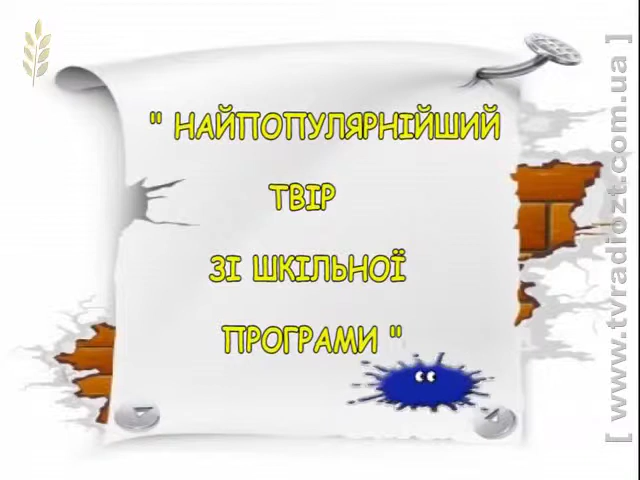 " НАЙПОПУЛЯРНІЙШИЙ
ТВІР
ЗІ ШКІЛЬНОЇ
ПРОГРАМИ "
[ www.tvradiozt.com.ua ]